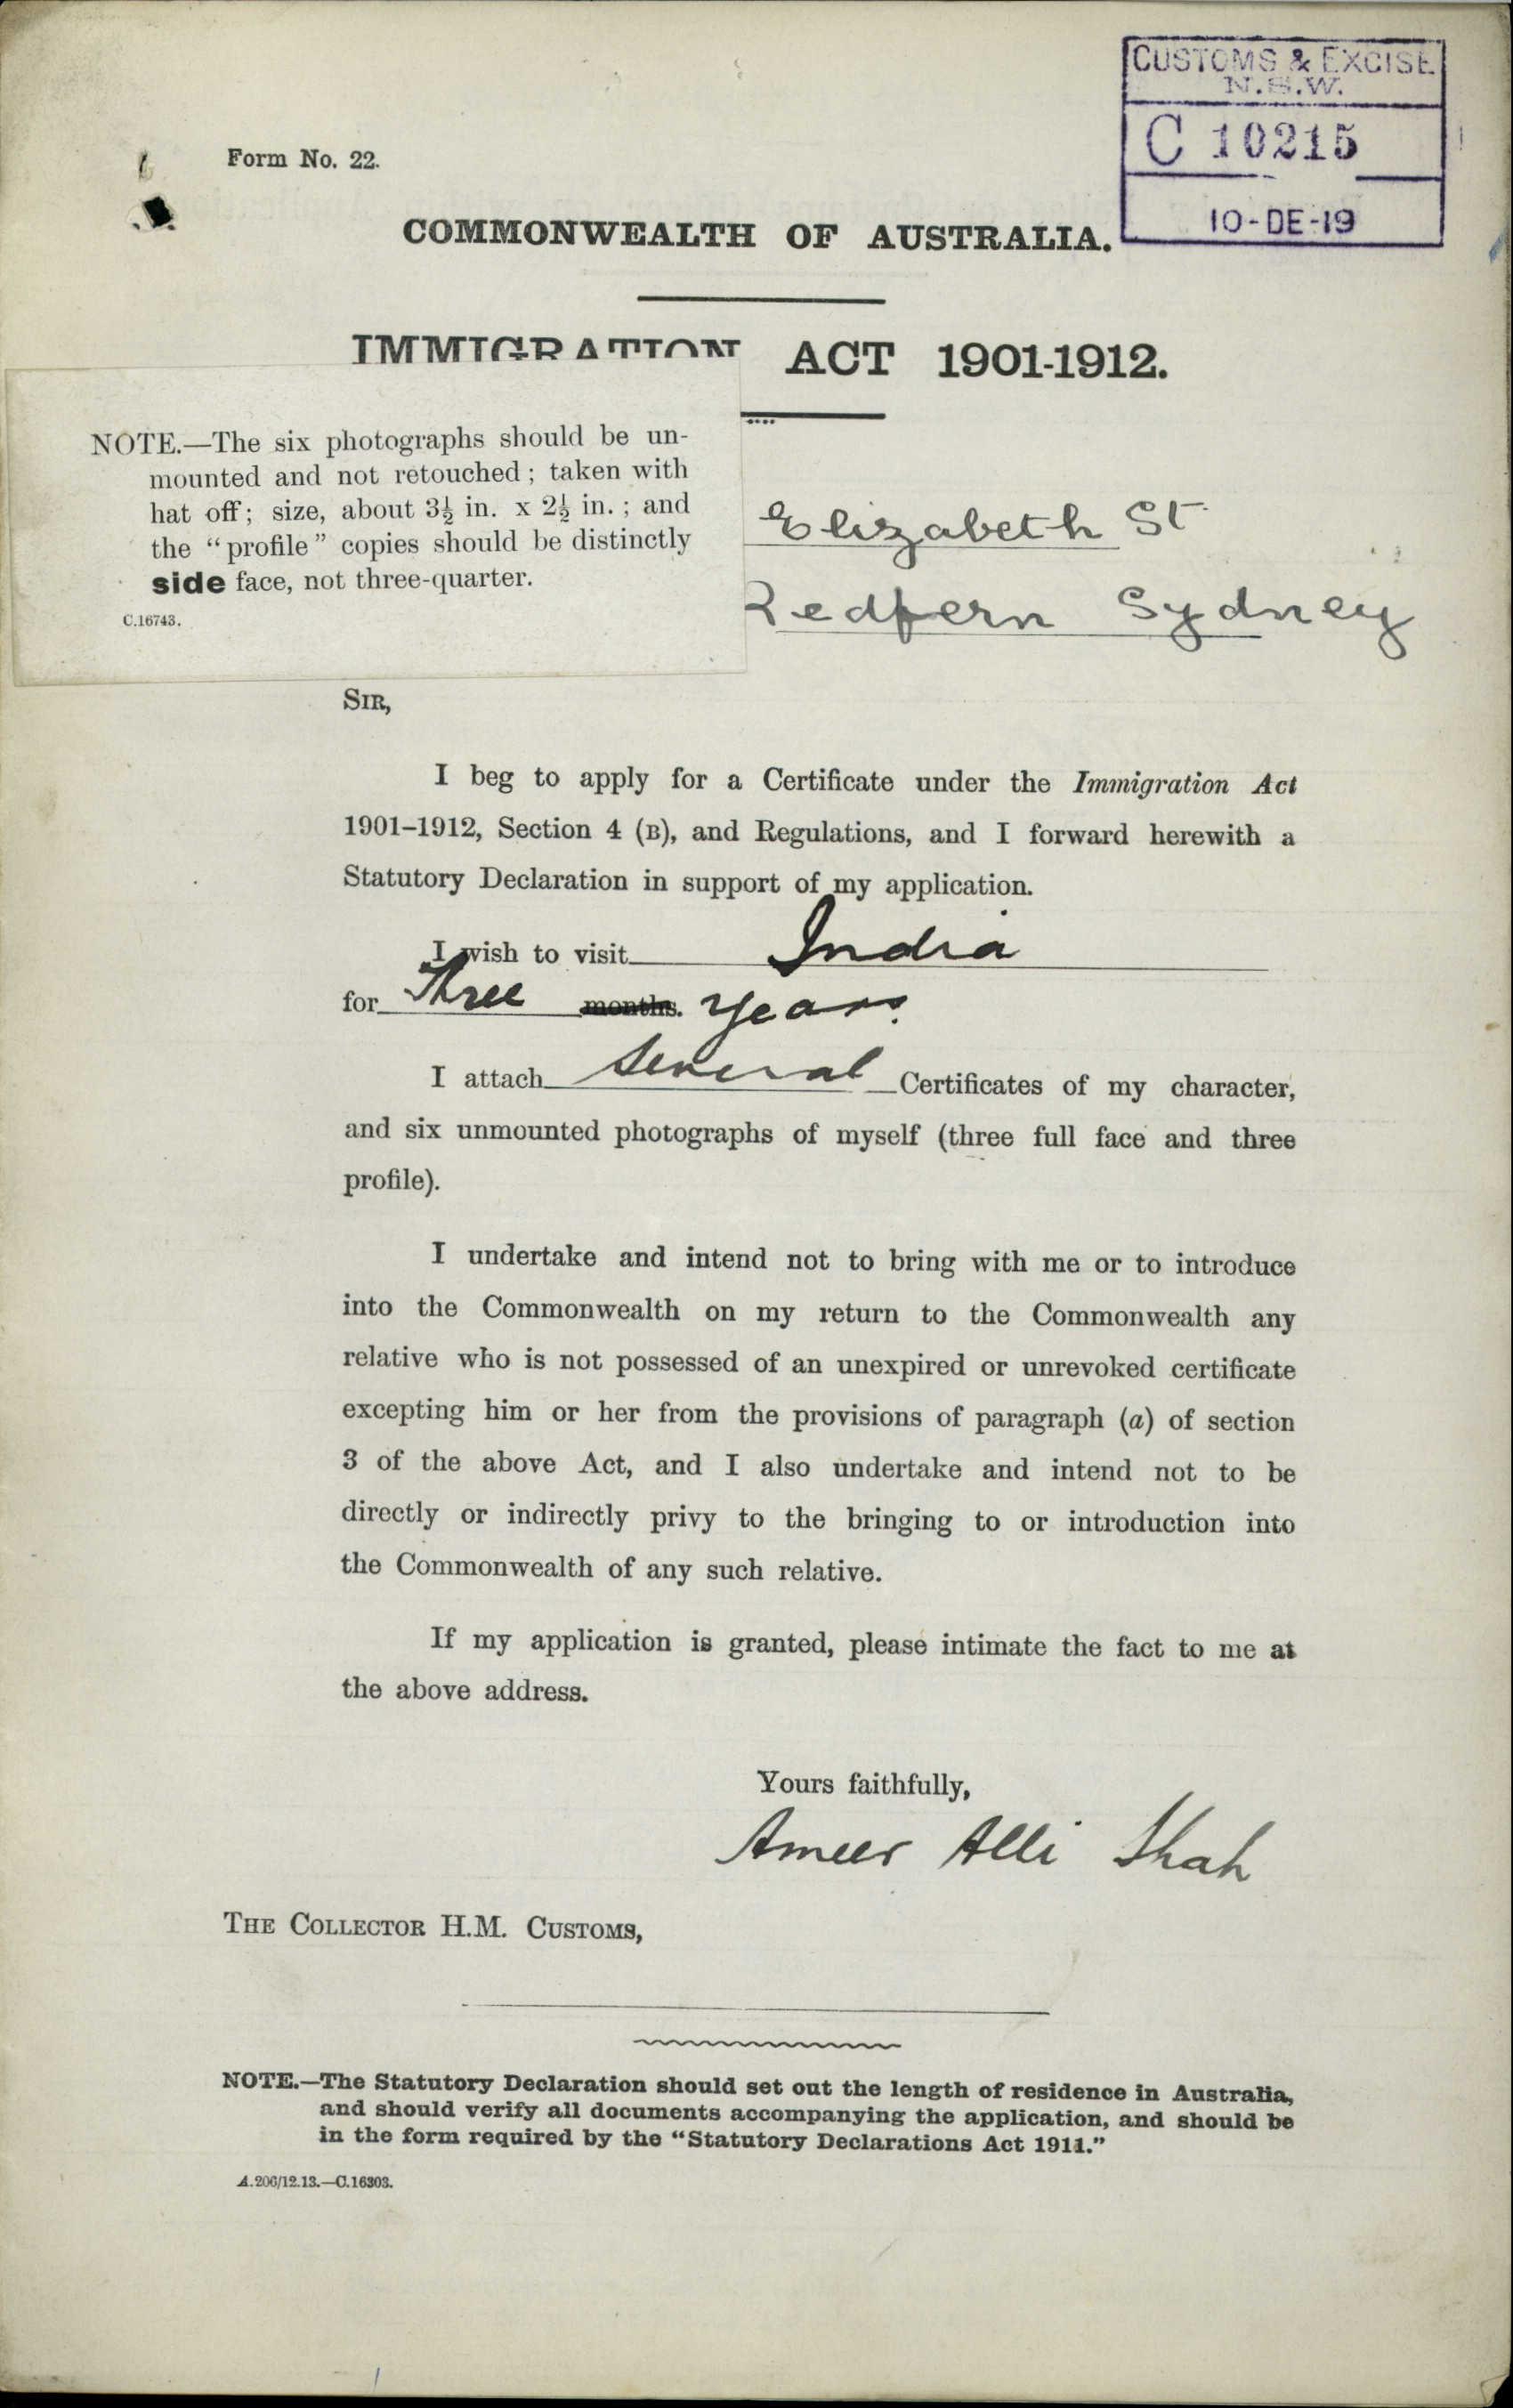 CUSTOMS & EXCISE
N.S.W.
C 10215
10-DE-19
Form No. 22.
COMMONWEALTH OF AUSTRALIA.
IMMIGRATION ACT 1901-1912.
NOTE.—The six photographs should be un-
mounted and not retouched; taken with
hat off; size, about 3½ in. x 2½ in.; and
the "profile" copies should be distinctly
side face, not three-quarter.
C.16743.
Elizabeth St
Redfern Sydney
SIR,
I beg to apply for a Certificate under the Immigration Act
1901-1912, Section 4 (B), and Regulations, and I forward herewith a
Statutory Declaration in support of my application.
I wish to visit India
for Three months. Years.
I attach Several Certificates of my character,
and six unmounted photographs of myself (three full face and three
profile).
I undertake and intend not to bring with me or to introduce
into the Commonwealth on my return to the Commonwealth any
relative who is not possessed of an unexpired or unrevoked certificate
excepting him or her from the provisions of paragraph (a) of section
3 of the above Act, and I also undertake and intend not to be
directly or indirectly privy to the bringing to or introduction into
the Commonwealth of any such relative.
If my application is granted, please intimate the fact to me at
the above address.
Yours faithfully,
Ameer Alli Shah
THE COLLECTOR H.M. CUSTOMS,
NOTE.—The Statutory Declaration should set out the length of residence in Australia,
and should verify all documents accompanying the application, and should be
in the form required by the "Statutory Declarations Act 1911."
A.206/12.13.—C.16303.